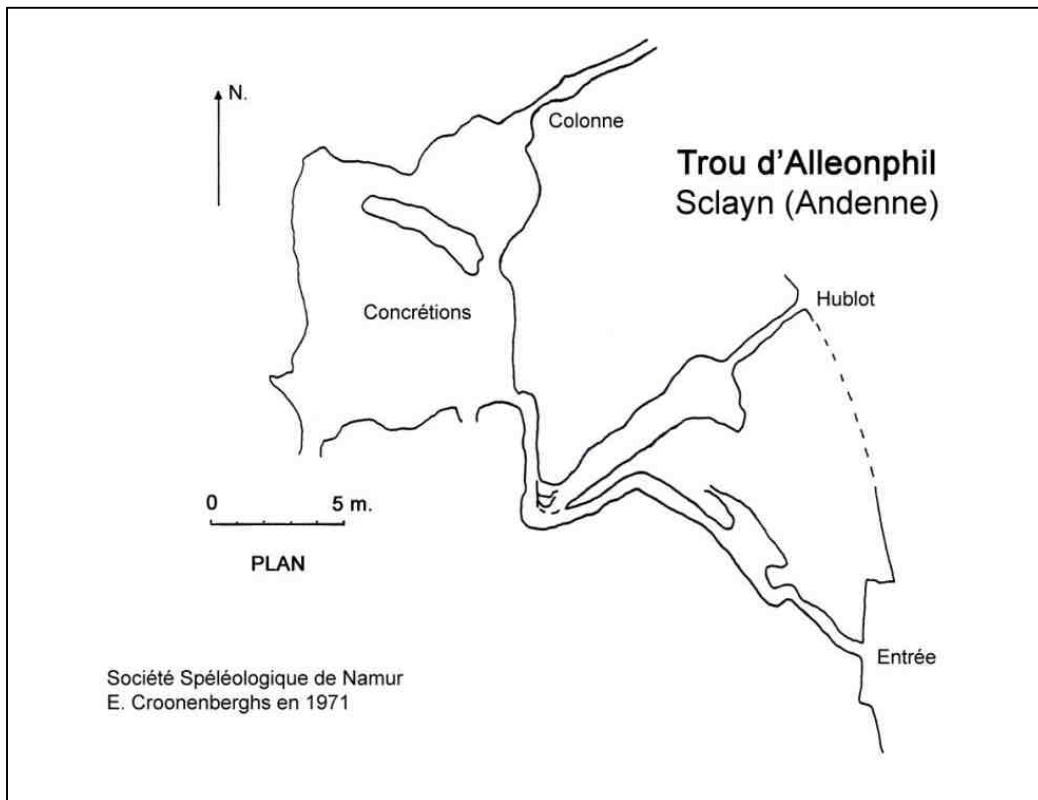 N.
Colonne
Trou d'Alleonphil
Sclayn (Andenne)
Hublot
Concrétions
0 5 m.
PLAN
Entrée
Société Spéléologique de Namur
E. Croonenberghs en 1971